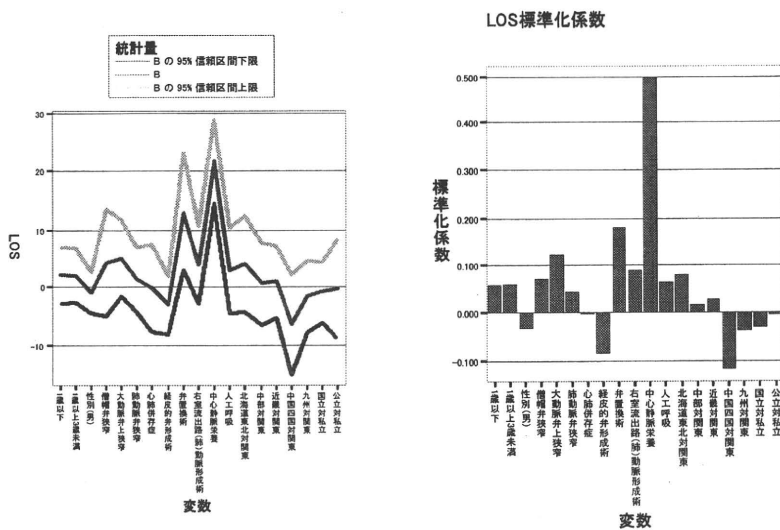 統計量
B の 95% 信頼区間下限
B
B の 95% 信頼区間上限
LOS
30
20
10
0
-10
1歳以下
1歳以上3歳未満
性別(男)
僧帽弁狭窄
大動脈弁上狭窄
肺動脈弁狭窄
心肺併存症
経皮的弁形成術
弁置換術
右室流出路(肺)動脈形成術
中心静脈栄養
人工呼吸
北海道東北対関東
中部対関東
近畿対関東
中国四国対関東
九州対関東
国立対私立
公立対私立
変数
LOS標準化係数
標準化係数
0.500
0.400
0.300
0.200
0.100
0.000
-0.100
1歳以下
1歳以上3歳未満
性別(男)
僧帽弁狭窄
大動脈弁上狭窄
肺動脈弁狭窄
心肺併存症
経皮的弁形成術
弁置換術
右室流出路(肺)動脈形成術
中心静脈栄養
人工呼吸
北海道東北対関東
中部対関東
近畿対関東
中国四国対関東
九州対関東
国立対私立
公立対私立
変数